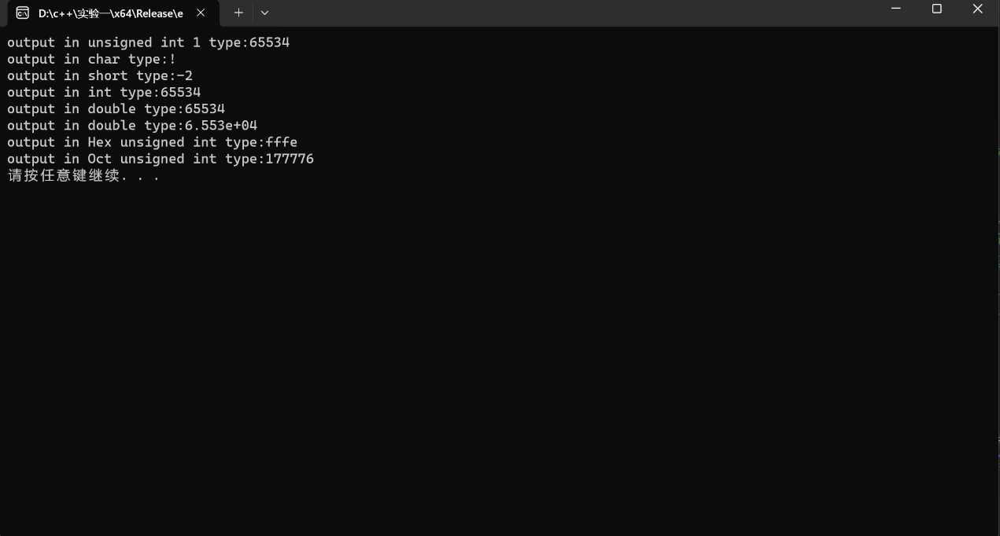 D:\c++\实验一\x64\Release\e
output in unsigned int 1 type:65534
output in char type:!
output in short type:-2
output in int type:65534
output in double type:65534
output in double type:6.553e+04
output in Hex unsigned int type:fffe
output in Oct unsigned int type:177776
请按任意键继续. . .